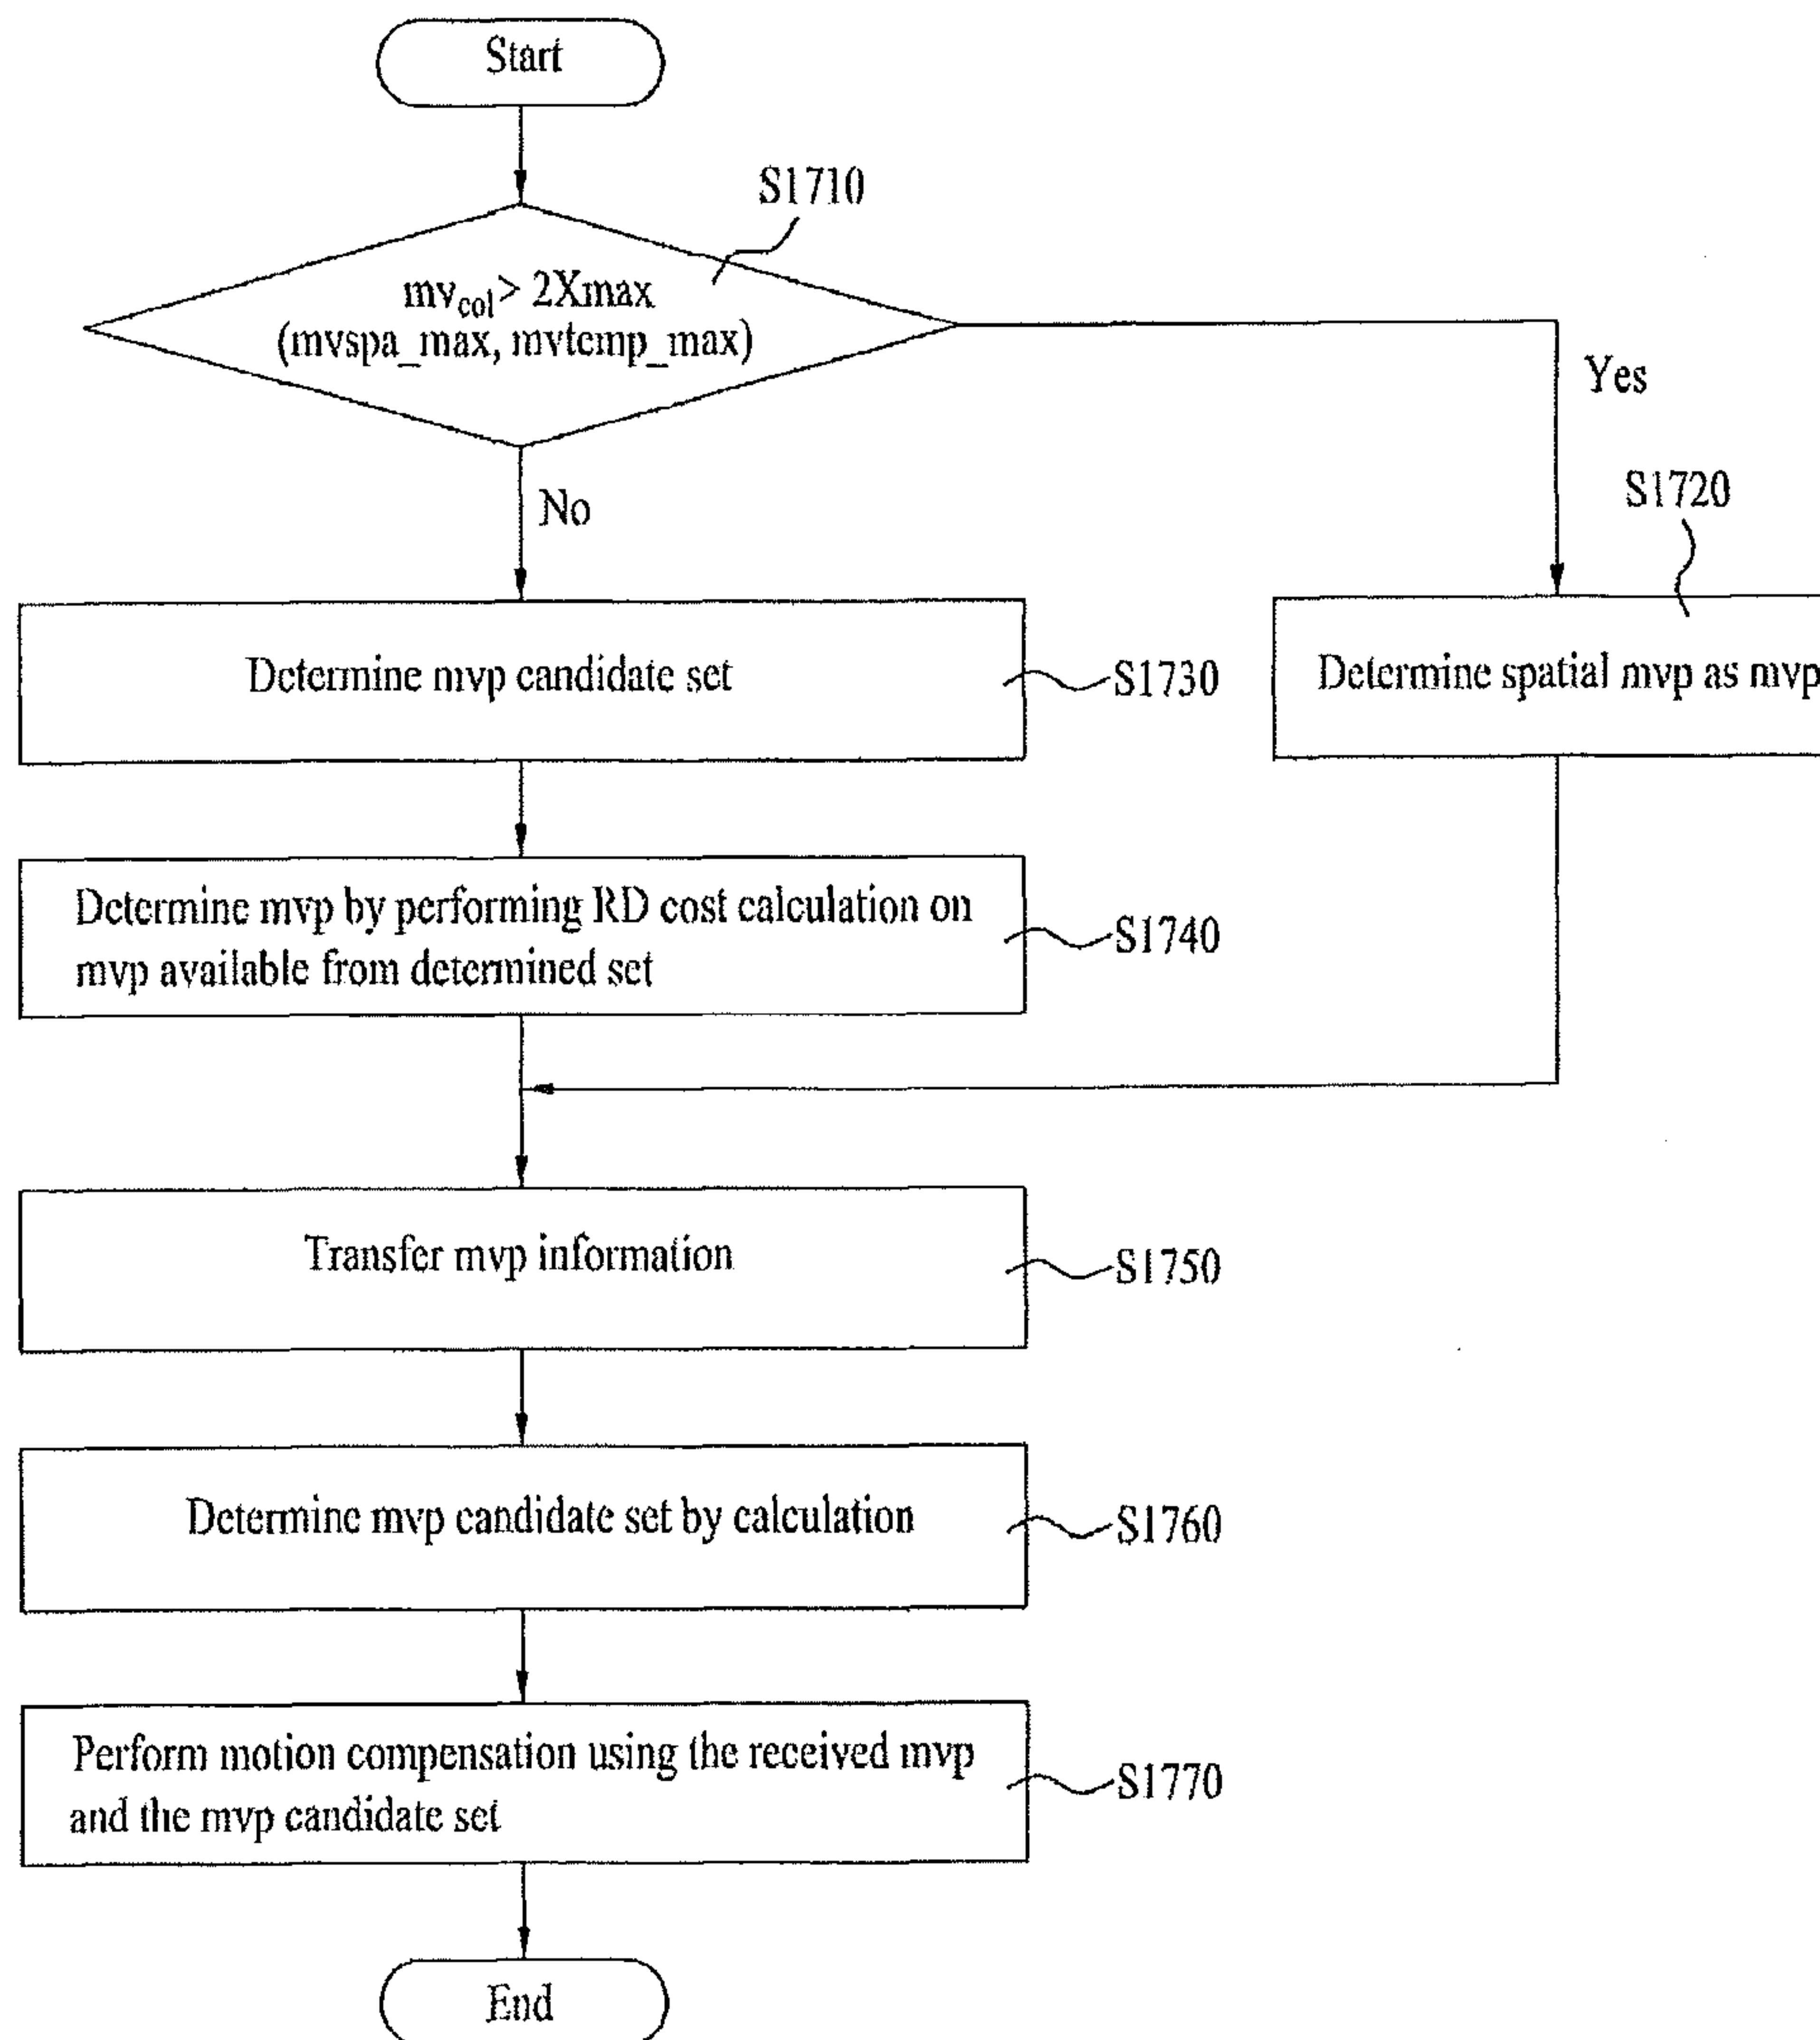 Start
S1710
mvcol> 2Xmax
(mvspa_max, mvtemp_max)
Yes
No
S1720
Determine mvp candidate set
S1730
Determine spatial mvp as mvp
Determine mvp by performing RD cost calculation on
mvp available from determined set
S1740
Transfer mvp information
S1750
Determine mvp candidate set by calculation
S1760
Perform motion compensation using the received mvp
and the mvp candidate set
S1770
End